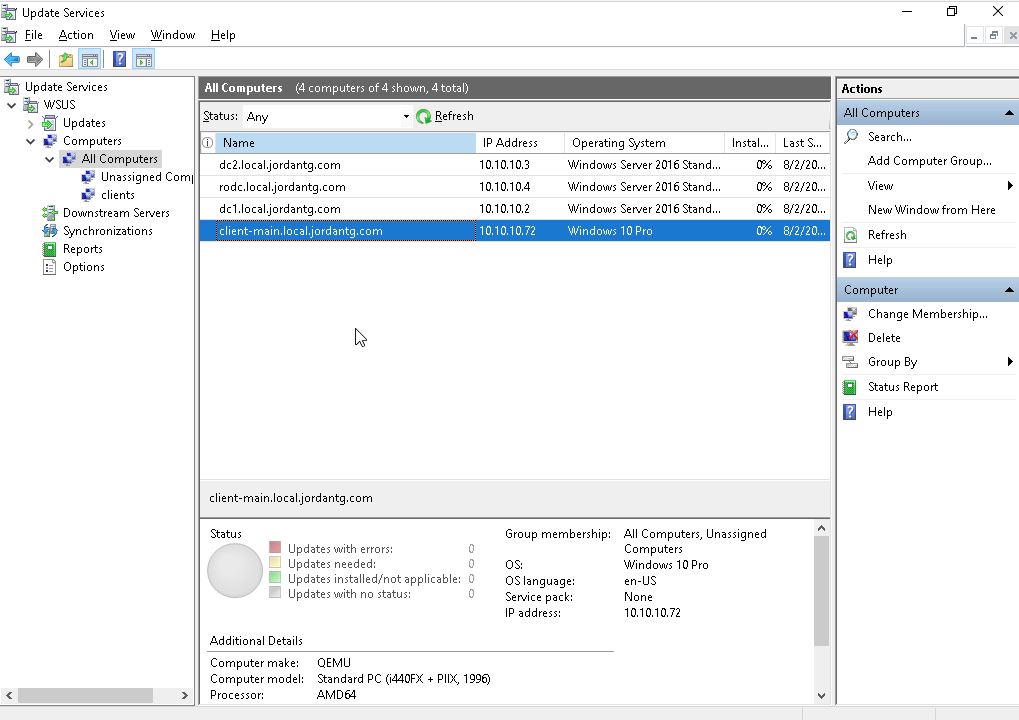 Update Services
File Action View Window Help
Update Services
WSUS
Updates
Computers
All Computers
Unassigned Comp
clients
Downstream Servers
Synchronizations
Reports
Options
All Computers (4 computers of 4 shown, 4 total)
Status: Any Refresh
Name IP Address Operating System Instal... Last S...
dc2.local.jordantg.com 10.10.10.3 Windows Server 2016 Stand... 0% 8/2/20...
rodc.local.jordantg.com 10.10.10.4 Windows Server 2016 Stand... 0% 8/2/20...
dc1.local.jordantg.com 10.10.10.2 Windows Server 2016 Stand... 0% 8/2/20...
client-main.local.jordantg.com 10.10.10.72 Windows 10 Pro 0% 8/2/20...
client-main.local.jordantg.com
Status
Updates with errors: 0
Updates needed: 0
Updates installed/not applicable: 0
Updates with no status: 0
Group membership: All Computers, Unassigned
Computers
OS: Windows 10 Pro
OS language: en-US
Service pack: None
IP address: 10.10.10.72
Additional Details
Computer make: QEMU
Computer model: Standard PC (i440FX + PIIX, 1996)
Processor: AMD64
Actions
All Computers
Search...
Add Computer Group...
View
New Window from Here
Refresh
Help
Computer
Change Membership...
Delete
Group By
Status Report
Help